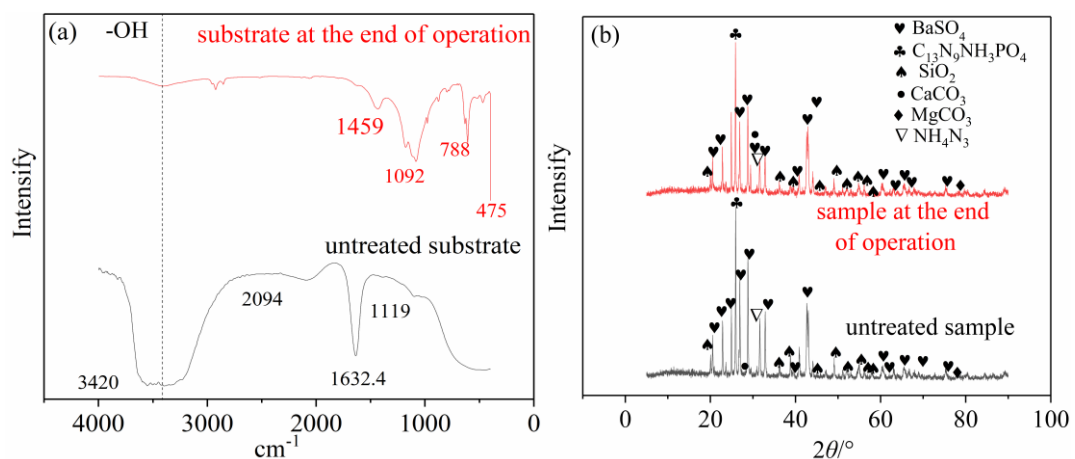 (a)
-OH
substrate at the end of operation
1459
1092
788
475
untreated substrate
2094
1119
3420
1632.4
Intensify
4000 3000 2000 1000 0
cm-1
(b)
♥ BaSO4
♣ C13N9NH3PO4
♠ SiO2
● CaCO3
♦ MgCO3
▽ NH4N3
sample at the end
of operation
untreated sample
Intensify
0 20 40 60 80 100
2θ/°